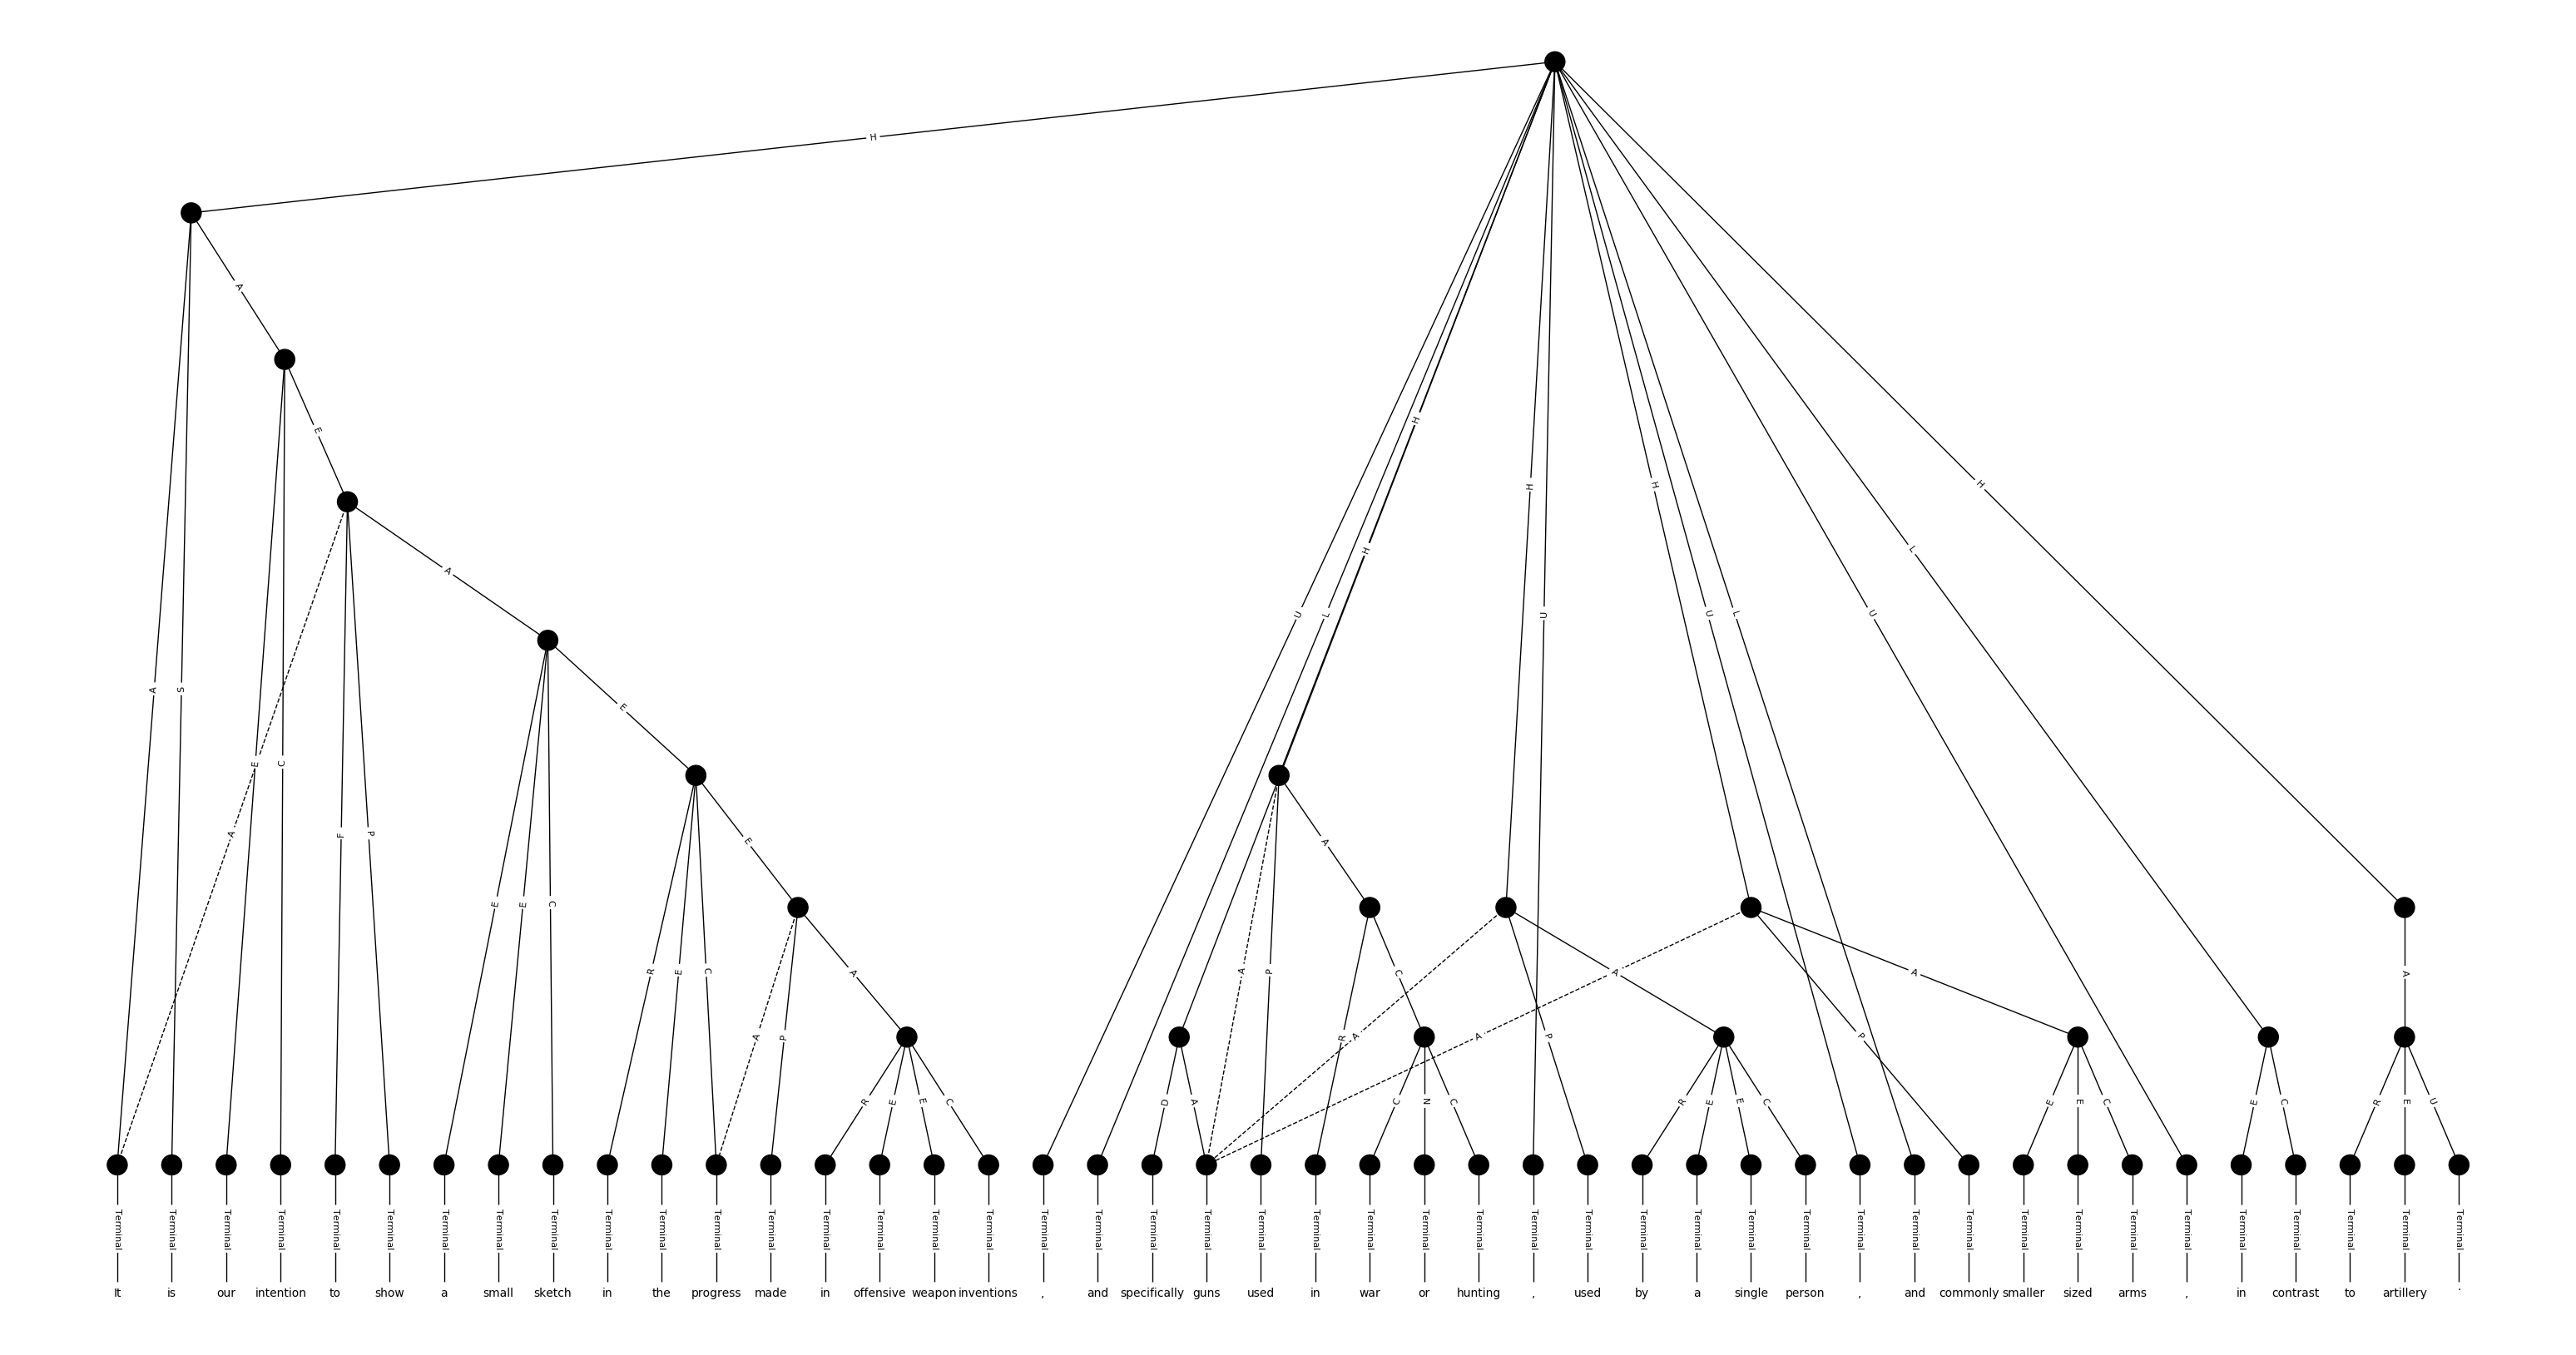 H
A
E
A
S
A
E
C
A
F
P
E
E
E
C
E
R
E
C
A
A
P
R
E
E
C
U
L
H
H
H
U
H
U
L
U
L
H
A
A
P
D
A
R
C
A
A
P
A
A
P
A
C
N
C
R
E
E
C
E
E
C
E
C
R
E
U
Terminal Terminal Terminal Terminal Terminal Terminal Terminal Terminal Terminal Terminal Terminal Terminal Terminal Terminal Terminal Terminal Terminal Terminal Terminal Terminal Terminal Terminal Terminal Terminal Terminal Terminal Terminal Terminal Terminal Terminal Terminal Terminal Terminal Terminal Terminal Terminal Terminal Terminal Terminal Terminal Terminal Terminal Terminal Terminal
It is our intention to show a small sketch in the progress made in offensive weapon inventions , and specifically guns used in war or hunting , used by a single person , and commonly smaller sized arms , in contrast to artillery .